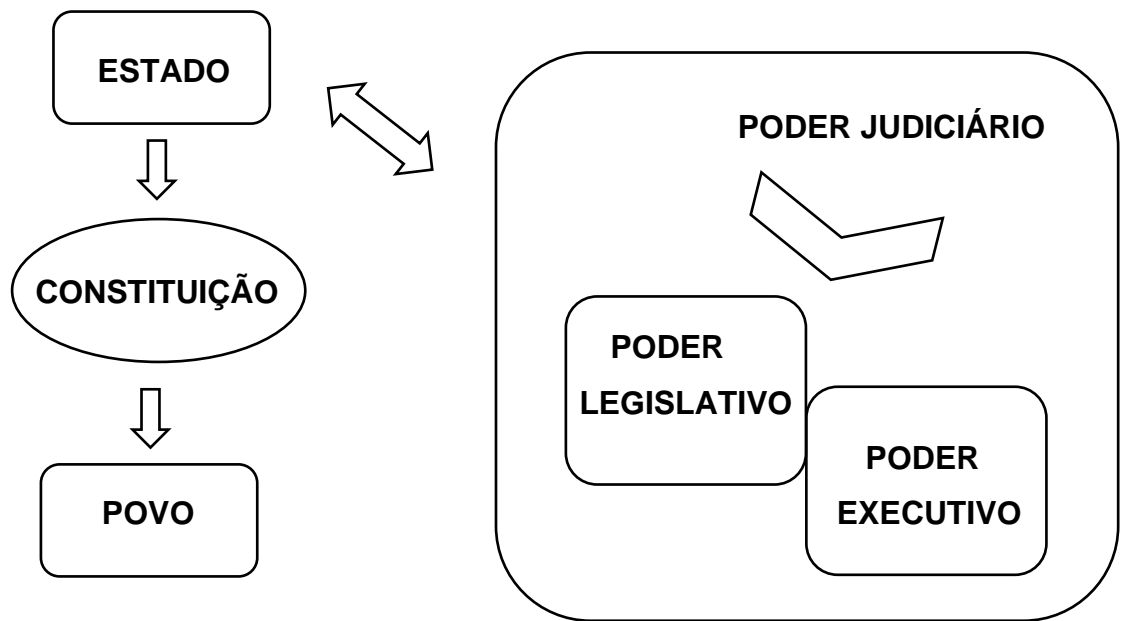 ESTADO
CONSTITUIÇÃO
POVO
PODER JUDICIÁRIO
PODER
LEGISLATIVO
PODER
EXECUTIVO